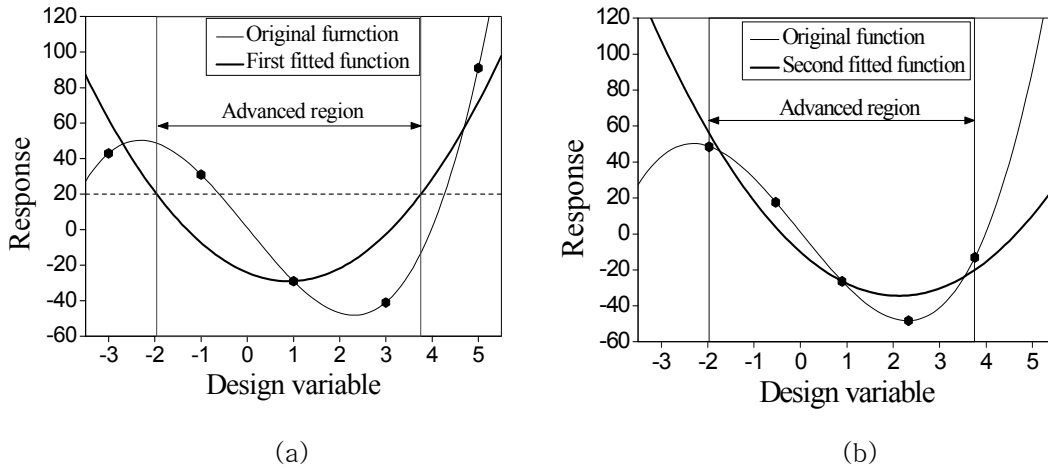 120
100
80
60
40
20
0
-20
-40
-60
Response
Original furnction
First fitted function
Advanced region
-3 -2 -1 0 1 2 3 4 5
Design variable
(a)
120
100
80
60
40
20
0
-20
-40
-60
Response
Original function
Second fitted function
Advanced region
-3 -2 -1 0 1 2 3 4 5
Design variable
(b)